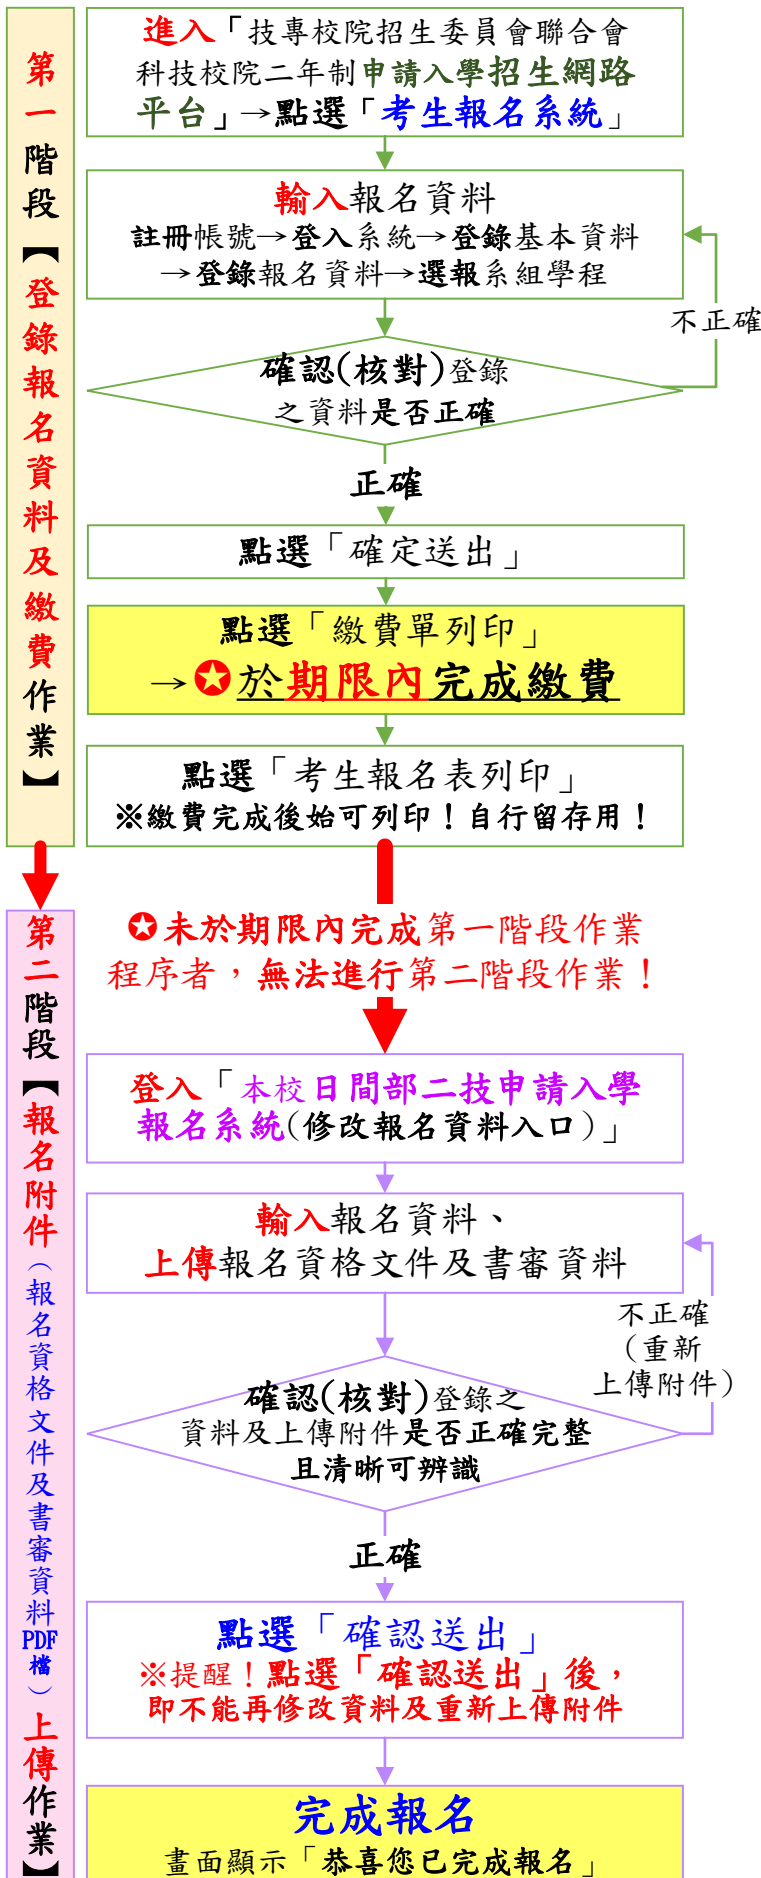 第一階段【登錄報名資料及繳費作業】
進入「技專校院招生委員會聯合會
科技校院二年制申請入學招生網路
平台」→點選「考生報名系統」
輸入報名資料
註冊帳號→登入系統→登錄基本資料
→登錄報名資料→選報系組學程
不正確
確認(核對)登錄
之資料是否正確
正確
點選「確定送出」
點選「繳費單列印」
→✪於期限內完成繳費
點選「考生報名表列印」
※繳費完成後始可列印！自行留存用！
✪未於期限內完成第一階段作業
程序者，無法進行第二階段作業！
第二階段【報名附件（報名資格文件及書審資料PDF檔）上傳作業】
登入「本校日間部二技申請入學
報名系統(修改報名資料入口)」
輸入報名資料、
上傳報名資格文件及書審資料
不正確
（重新
上傳附件）
確認(核對)登錄之
資料及上傳附件是否正確完整
且清晰可辨識
正確
點選「確認送出」
※提醒！點選「確認送出」後，
即不能再修改資料及重新上傳附件
完成報名
畫面顯示「恭喜您已完成報名」